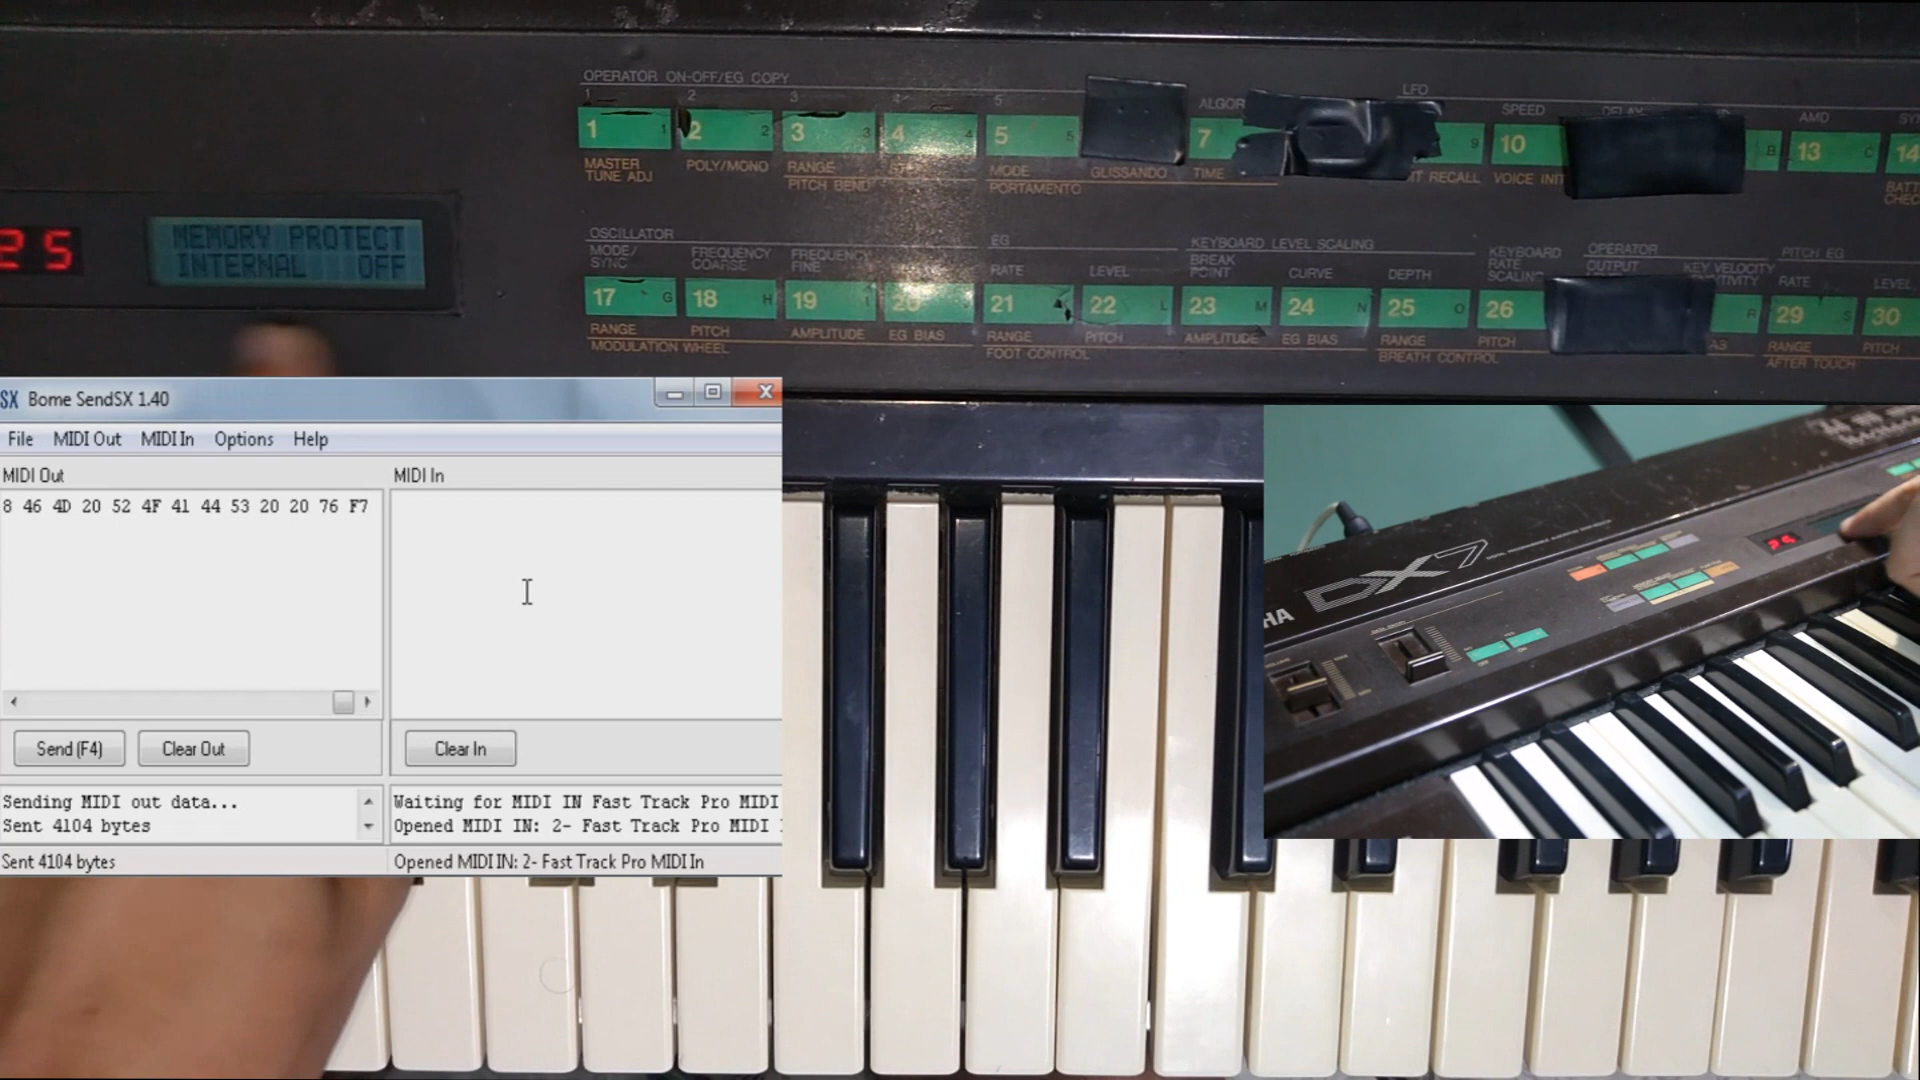 OPERATOR ON-OFF/EG COPY
1 2 3 4 5
ALGOR
LFO
SPEED
AMD
1 1
2 2
3 3
4 4
5 5
7
9
10
B
13 C
14
MASTER
TUNE ADJ
POLY/MONO
RANGE
PITCH BEND
MODE
PORTAMENTO
GLISSANDO
TIME
RECALL
VOICE INIT
25
MEMORY PROTECT
INTERNAL OFF
OSCILLATOR
MODE/
SYNC
FREQUENCY
COARSE
FREQUENCY
FINE
EG
RATE
LEVEL
KEYBOARD LEVEL SCALING
BREAK
POINT
CURVE
DEPTH
KEYBOARD
RATE
SCALING
OPERATOR
OUTPUT
KEY VELOCITY
PITCH EG
RATE
LEVEL
17 G
18 H
19 I
20
21
22 L
23 M
24 N
25 O
26
R
29 S
30
RANGE
MODULATION WHEEL
PITCH
AMPLITUDE
EG BIAS
RANGE
FOOT CONTROL
PITCH
AMPLITUDE
EG BIAS
RANGE
BREATH CONTROL
PITCH
RANGE
AFTER TOUCH
PITCH
SX Bome SendSX 1.40
File MIDI Out MIDI In Options Help
MIDI Out
MIDI In
8 46 4D 20 52 4F 41 44 53 20 20 76 F7
Send (F4)
Clear Out
Clear In
Sending MIDI out data...
Sent 4104 bytes
Waiting for MIDI IN Fast Track Pro MIDI
Opened MIDI IN: 2- Fast Track Pro MIDI
Sent 4104 bytes
Opened MIDI IN: 2- Fast Track Pro MIDI In
HA
DX7